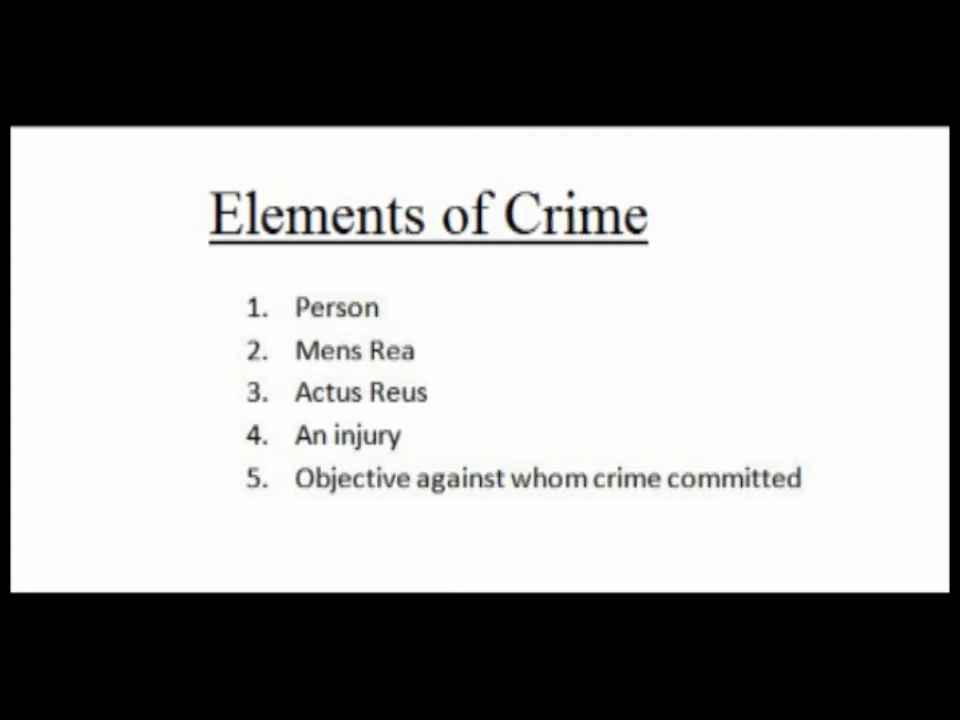 Elements of Crime
1. Person
2. Mens Rea
3. Actus Reus
4. An injury
5. Objective against whom crime committed